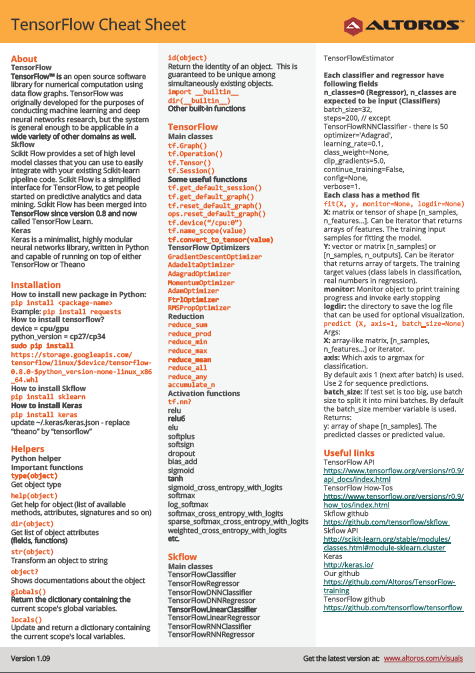 TensorFlow Cheat Sheet
ALTOROS™
About
TensorFlow
TensorFlow™ is an open source software
library for numerical computation using
data flow graphs. TensorFlow was
originally developed for the purposes of
conducting machine learning and deep
neural networks research, but the system
is general enough to be applicable in a
wide variety of other domains as well.
Skflow
Scikit Flow provides a set of high level
model classes that you can use to easily
integrate with your existing Scikit-learn
pipeline code. Scikit Flow is a simplified
interface for TensorFlow, to get people
started on predictive analytics and data
mining. Scikit Flow has been merged into
TensorFlow since version 0.8 and now
called TensorFlow Learn.
Keras
Keras is a minimalist, highly modular
neural networks library, written in Python
and capable of running on top of either
TensorFlow or Theano
Installation
How to install new package in Python:
pip install <package-name>
Example: pip install requests
How to install tensorflow?
device = cpu/gpu
python_version = cp27/cp34
sudo pip install
https://storage.googleapis.com/
tensorflow/linux/$device/tensorflow-
0.8.0-$python_version-none-linux_x86
_64.whl
How to install Skflow
pip install sklearn
How to install Keras
pip install keras
update ~/.keras/keras.json - replace
"theano" by "tensorflow"
Helpers
Python helper
Important functions
type(object)
Get object type
help(object)
Get help for object (list of available
methods, attributes, signatures and so on)
dir(object)
Get list of object attributes
(fields, functions)
str(object)
Transform an object to string
object?
Shows documentations about the object
globals()
Return the dictionary containing the
current scope's global variables.
locals()
Update and return a dictionary containing
the current scope's local variables.
id(object)
Return the identity of an object. This is
guaranteed to be unique among
simultaneously existing objects.
import __builtin__
dir(__builtin__)
Other built-in functions
TensorFlow
Main classes
tf.Graph()
tf.Operation()
tf.Tensor()
tf.Session()
Some useful functions
tf.get_default_session()
tf.get_default_graph()
tf.reset_default_graph()
ops.reset_default_graph()
tf.device("/cpu:0")
tf.name_scope(value)
tf.convert_to_tensor(value)
TensorFlow Optimizers
GradientDescentOptimizer
AdadeltaOptimizer
AdagradOptimizer
MomentumOptimizer
AdamOptimizer
FtrlOptimizer
RMSPropOptimizer
Reduction
reduce_sum
reduce_prod
reduce_min
reduce_max
reduce_mean
reduce_all
reduce_any
accumulate_n
Activation functions
tf.nn?
relu
relu6
elu
softplus
softsign
dropout
bias_add
sigmoid
tanh
sigmoid_cross_entropy_with_logits
softmax
log_softmax
softmax_cross_entropy_with_logits
sparse_softmax_cross_entropy_with_logits
weighted_cross_entropy_with_logits
etc.
Skflow
Main classes
TensorFlowClassifier
TensorFlowRegressor
TensorFlowDNNClassifier
TensorFlowDNNRegressor
TensorFlowLinearClassifier
TensorFlowLinearRegressor
TensorFlowRNNClassifier
TensorFlowRNNRegressor
TensorFlowEstimator
Each classifier and regressor have
following fields
n_classes=0 (Regressor), n_classes are
expected to be input (Classifiers)
batch_size=32,
steps=200, // except
TensorFlowRNNClassifier - there is 50
optimizer='Adagrad',
learning_rate=0.1,
class_weight=None,
clip_gradients=5.0,
continue_training=False,
config=None,
verbose=1.
Each class has a method fit
fit(X, y, monitor=None, logdir=None)
X: matrix or tensor of shape [n_samples,
n_features...]. Can be iterator that returns
arrays of features. The training input
samples for fitting the model.
Y: vector or matrix [n_samples] or
[n_samples, n_outputs]. Can be iterator
that returns array of targets. The training
target values (class labels in classification,
real numbers in regression).
monitor: Monitor object to print training
progress and invoke early stopping
logdir: the directory to save the log file
that can be used for optional visualization.
predict (X, axis=1, batch_size=None)
Args:
X: array-like matrix, [n_samples,
n_features...] or iterator.
axis: Which axis to argmax for
classification.
By default axis 1 (next after batch) is used.
Use 2 for sequence predictions.
batch_size: If test set is too big, use batch
size to split it into mini batches. By default
the batch_size member variable is used.
Returns:
y: array of shape [n_samples]. The
predicted classes or predicted value.
Useful links
TensorFlow API
https://www.tensorflow.org/versions/r0.9/
api_docs/index.html
TensorFlow How-Tos
https://www.tensorflow.org/versions/r0.9/
how_tos/index.html
Skflow github
https://github.com/tensorflow/skflow
Skflow API
http://scikit-learn.org/stable/modules/
classes.html#module-sklearn.cluster
Keras
http://keras.io/
Our github
https://github.com/Altoros/TensorFlow-
training
TensorFlow github
https://github.com/tensorflow/tensorflow
Version 1.09
Get the latest version at: www.altoros.com/visuals